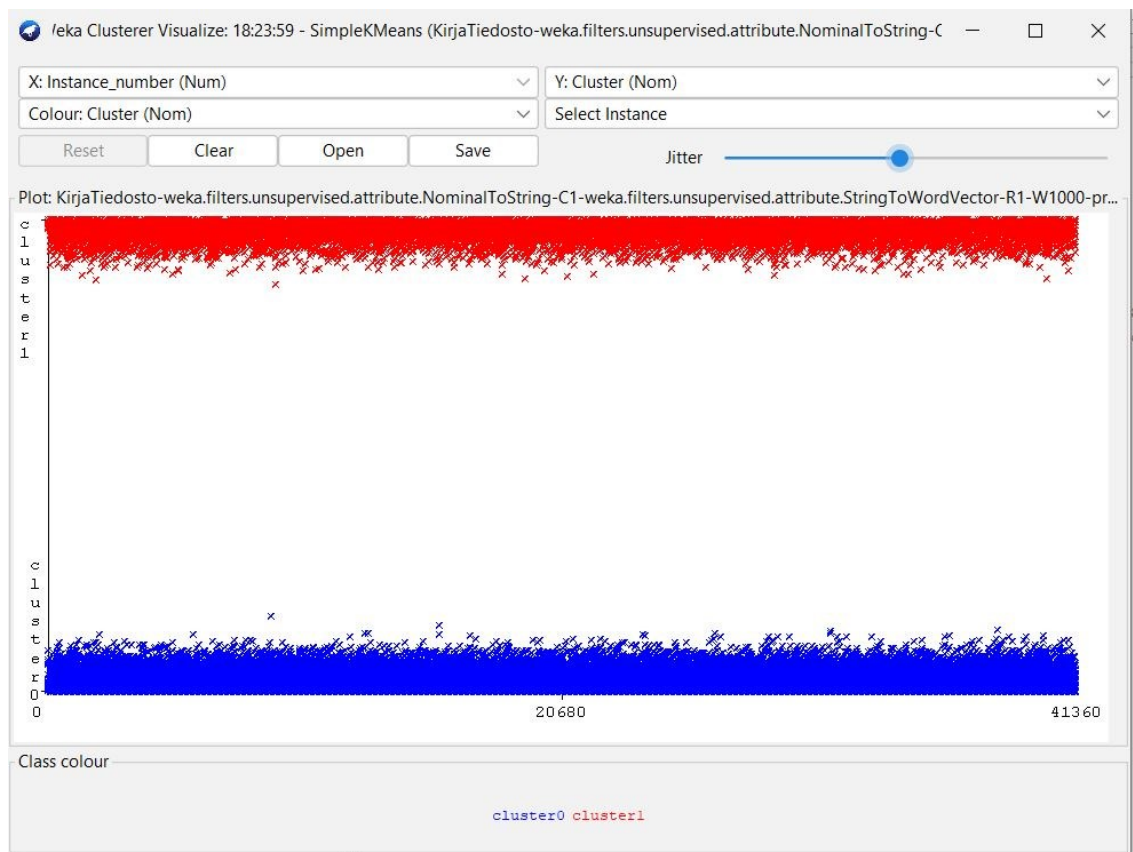 /eka Clusterer Visualize: 18:23:59 - SimpleKMeans (KirjaTiedosto-weka.filters.unsupervised.attribute.NominalToString-C
X: Instance_number (Num)
Y: Cluster (Nom)
Colour: Cluster (Nom)
Select Instance
Reset
Clear
Open
Save
Jitter
Plot: KirjaTiedosto-weka.filters.unsupervised.attribute.NominalToString-C1-weka.filters.unsupervised.attribute.StringToWordVector-R1-W1000-pr...
cluster1
cluster0
0
20680
41360
Class colour
cluster0 cluster1